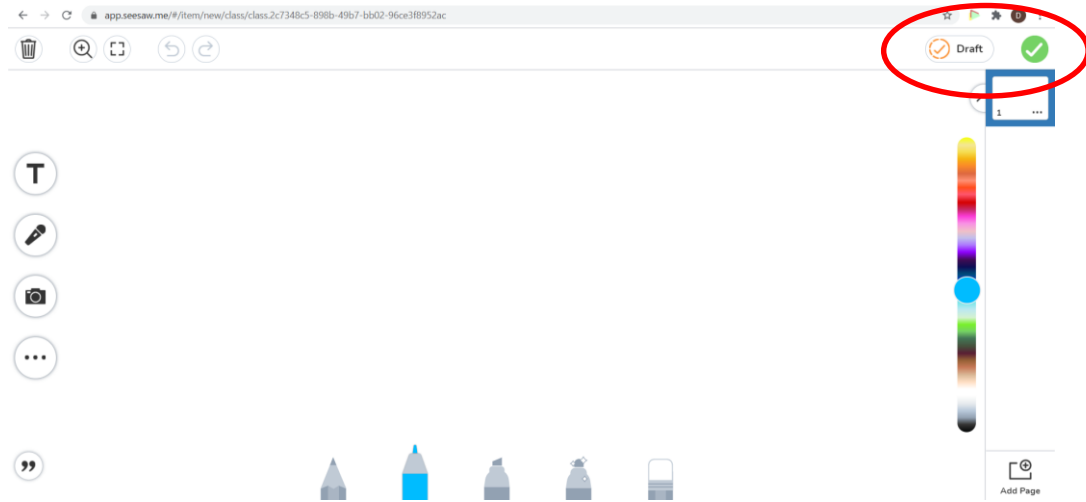 app.seesaw.me/#/item/new/class/class.2c7348c5-898b-49b7-bb02-96ce3f8952ac
D
Draft
1
T
Add Page